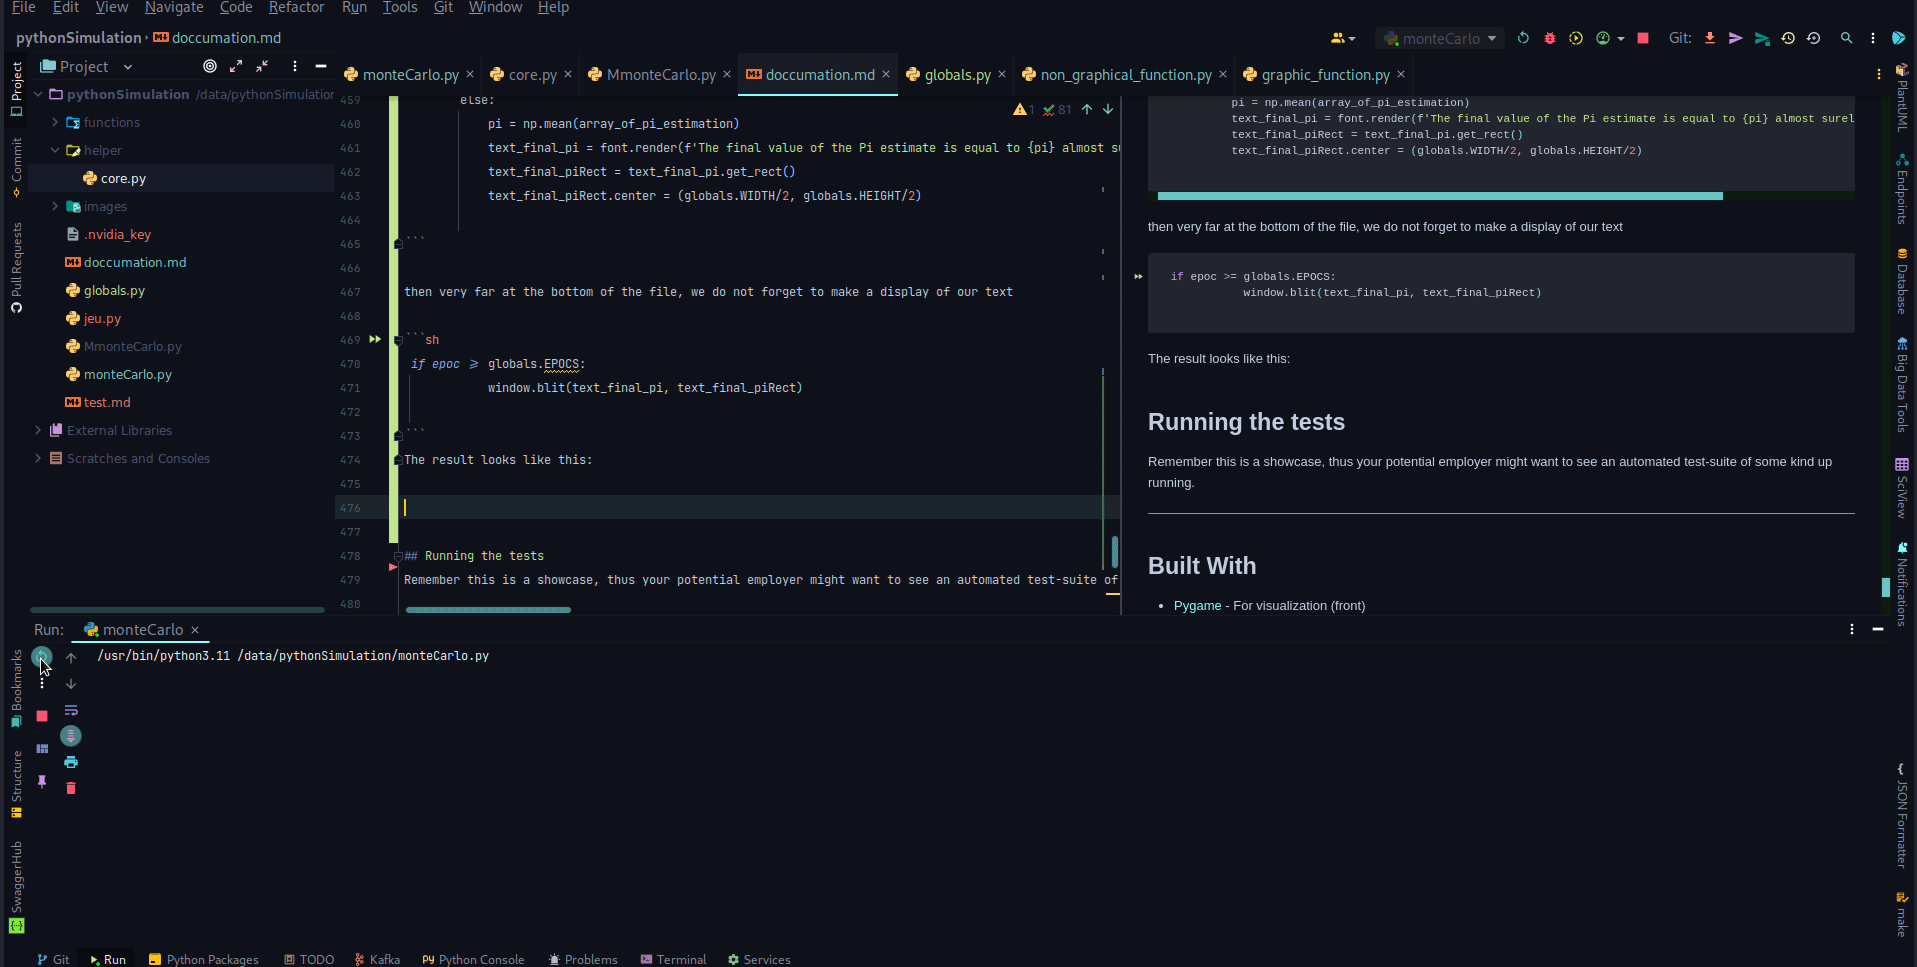 File Edit View Navigate Code Refactor Run Tools Git Window Help
pythonSimulation › doccumation.md
monteCarlo
Git:
Project
monteCarlo.py × core.py × MmonteCarlo.py × doccumation.md × globals.py × non_graphical_function.py × graphic_function.py ×
pythonSimulation /data/pythonSimulation
functions
helper
core.py
images
.nvidia_key
doccumation.md
globals.py
jeu.py
MmonteCarlo.py
monteCarlo.py
test.md
External Libraries
Scratches and Consoles
1 81
459 else:
460 pi = np.mean(array_of_pi_estimation)
461 text_final_pi = font.render(f'The final value of the Pi estimate is equal to {pi} almost su
462 text_final_piRect = text_final_pi.get_rect()
463 text_final_piRect.center = (globals.WIDTH/2, globals.HEIGHT/2)
464
465 ```
466
467 then very far at the bottom of the file, we do not forget to make a display of our text
468
469 ```sh
470 if epoc ⩾ globals.EPOCS:
471 window.blit(text_final_pi, text_final_piRect)
472
473 ```
474 The result looks like this:
475
476
477
478 ## Running the tests
479 Remember this is a showcase, thus your potential employer might want to see an automated test-suite of
480
pi = np.mean(array_of_pi_estimation)
text_final_pi = font.render(f'The final value of the Pi estimate is equal to {pi} almost surel
text_final_piRect = text_final_pi.get_rect()
text_final_piRect.center = (globals.WIDTH/2, globals.HEIGHT/2)
then very far at the bottom of the file, we do not forget to make a display of our text
if epoc >= globals.EPOCS:
window.blit(text_final_pi, text_final_piRect)
The result looks like this:
Running the tests
Remember this is a showcase, thus your potential employer might want to see an automated test-suite of some kind up
running.
Built With
• Pygame - For visualization (front)
Run: monteCarlo ×
/usr/bin/python3.11 /data/pythonSimulation/monteCarlo.py
Project
Commit
Pull Requests
Bookmarks
Structure
SwaggerHub
PlantUML
Endpoints
Database
Big Data Tools
SciView
Notifications
{ JSON Formatter
make
Git Run Python Packages TODO Kafka Python Console Problems Terminal Services